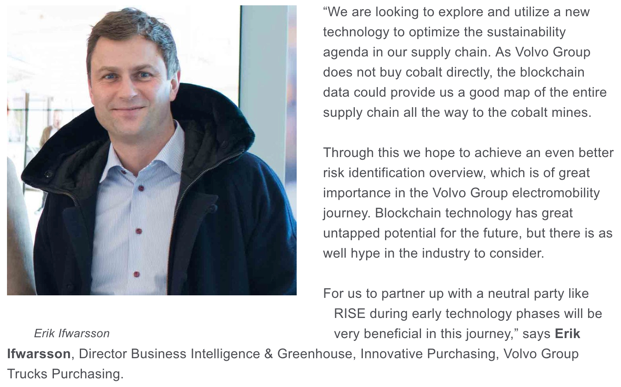 “We are looking to explore and utilize a new
technology to optimize the sustainability
agenda in our supply chain. As Volvo Group
does not buy cobalt directly, the blockchain
data could provide us a good map of the entire
supply chain all the way to the cobalt mines.
Through this we hope to achieve an even better
risk identification overview, which is of great
importance in the Volvo Group electromobility
journey. Blockchain technology has great
untapped potential for the future, but there is as
well hype in the industry to consider.
For us to partner up with a neutral party like
RISE during early technology phases will be
very beneficial in this journey,” says Erik
Ifwarsson, Director Business Intelligence & Greenhouse, Innovative Purchasing, Volvo Group
Trucks Purchasing.
Erik Ifwarsson